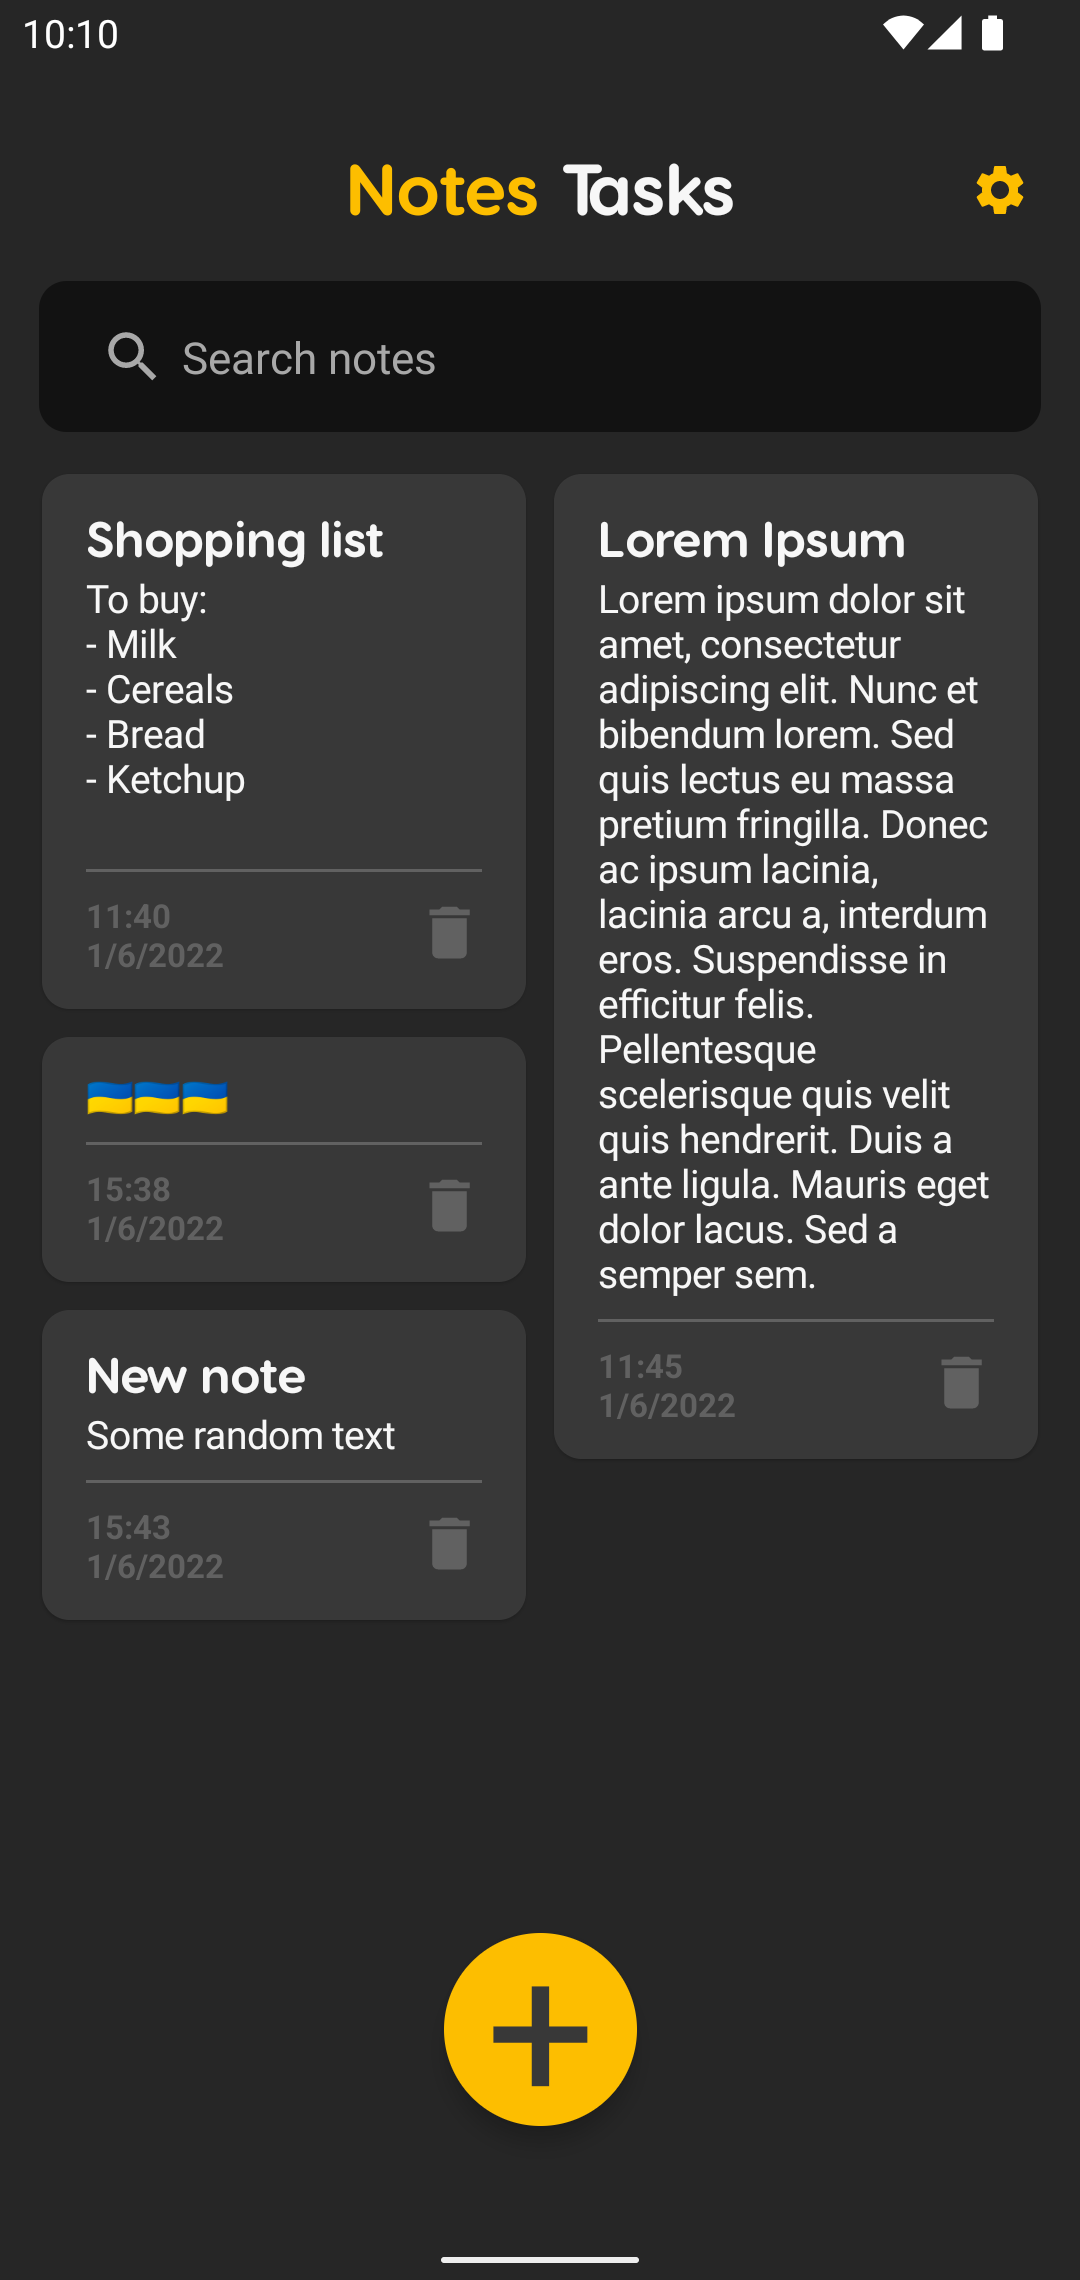 10:10
Notes Tasks
Search notes
Shopping list
To buy:
- Milk
- Cereals
- Bread
- Ketchup
11:40
1/6/2022
Lorem Ipsum
Lorem ipsum dolor sit
amet, consectetur
adipiscing elit. Nunc et
bibendum lorem. Sed
quis lectus eu massa
pretium fringilla. Donec
ac ipsum lacinia,
lacinia arcu a, interdum
eros. Suspendisse in
efficitur felis.
Pellentesque
scelerisque quis velit
quis hendrerit. Duis a
ante ligula. Mauris eget
dolor lacus. Sed a
semper sem.
11:45
1/6/2022
🇺🇦🇺🇦🇺🇦
15:38
1/6/2022
New note
Some random text
15:43
1/6/2022